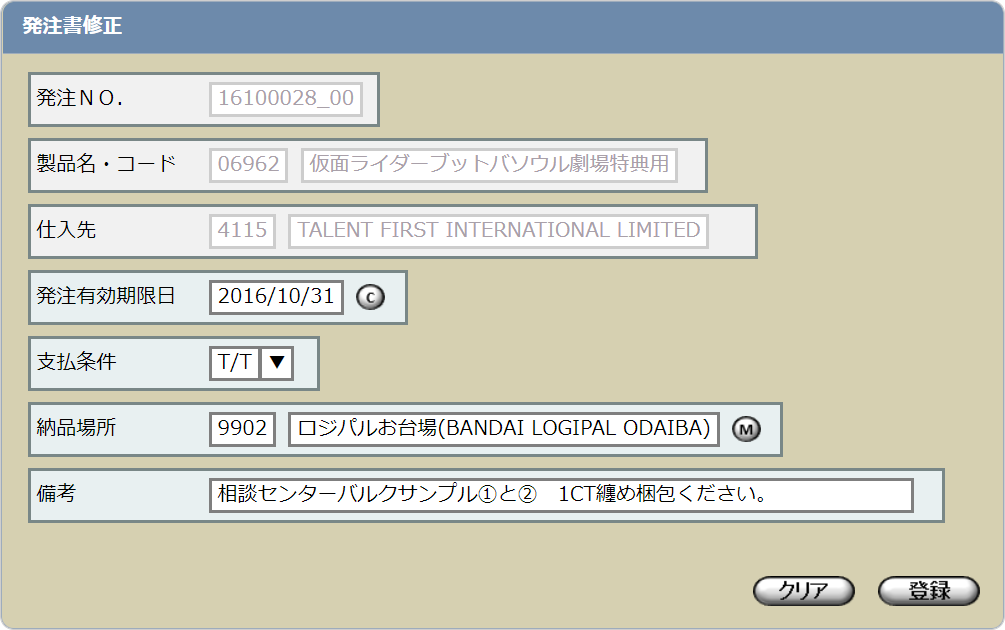 発注書修正
発注ＮＯ． 16100028_00
製品名・コード 06962 仮面ライダーブットバソウル劇場特典用
仕入先 4115 TALENT FIRST INTERNATIONAL LIMITED
発注有効期限日 2016/10/31 C
支払条件 T/T ▼
納品場所 9902 ロジパルお台場(BANDAI LOGIPAL ODAIBA) M
備考 相談センターバルクサンプル①と②　1CT纏め梱包ください。
クリア 登録